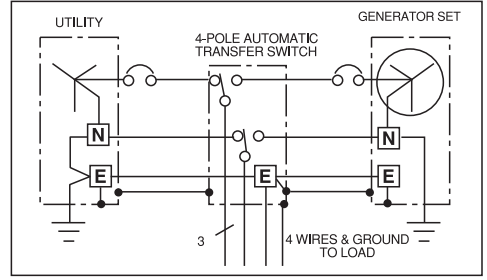 UTILITY
4-POLE AUTOMATIC
TRANSFER SWITCH
GENERATOR SET
N
N
E
E
E
3
4 WIRES & GROUND
TO LOAD